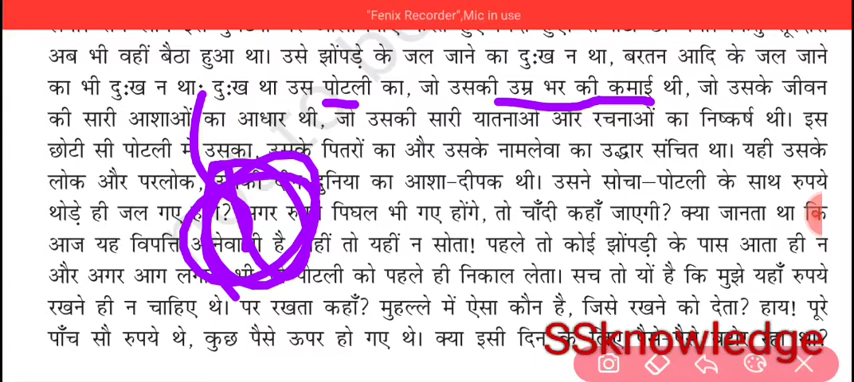 "Fenix Recorder",Mic in use
अब भी वहीं बैठा हुआ था। उसे झोंपड़े के जल जाने का दुःख न था, बरतन आदि के जल जाने
का भी दुःख न था; दुःख था उस पोटली का, जो उसकी उम्र भर की कमाई थी, जो उसके जीवन
की सारी आशाओं का आधार थी, जो उसकी सारी यातनाओं और रचनाओं का निष्कर्ष थी। इस
छोटी सी पोटली में उसका, उसके पितरों का और उसके नामलेवा का उद्धार संचित था। यही उसके
लोक और परलोक, दुनिया का आशा-दीपक थी। उसने सोचा—पोटली के साथ रुपये
थोड़े ही जल गए पिघल भी गए होंगे, तो चाँदी कहाँ जाएगी? क्या जानता था कि
आज यह विपत्ति है, नहीं तो यहीं न सोता! पहले तो कोई झोंपड़ी के पास आता ही न
और अगर आग पोटली को पहले ही निकाल लेता। सच तो यों है कि मुझे यहाँ रुपये
रखने ही न चाहिए थे। पर रखता कहाँ? मुहल्ले में ऐसा कौन है, जिसे रखने को देता? हाय! पूरे
पाँच सौ रुपये थे, कुछ पैसे ऊपर हो गए थे। क्या इसी दिन
SSknowledge